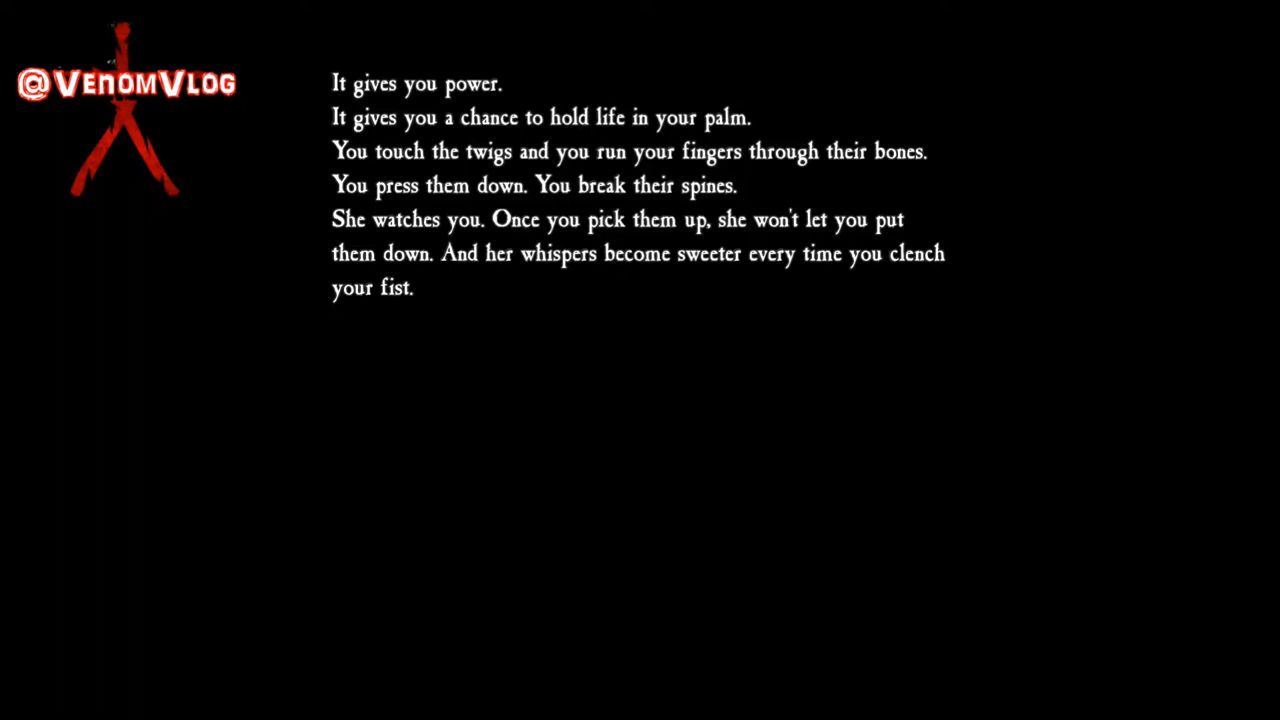 @VenomVlog
It gives you power.
It gives you a chance to hold life in your palm.
You touch the twigs and you run your fingers through their bones.
You press them down. You break their spines.
She watches you. Once you pick them up, she won't let you put
them down. And her whispers become sweeter every time you clench
your fist.